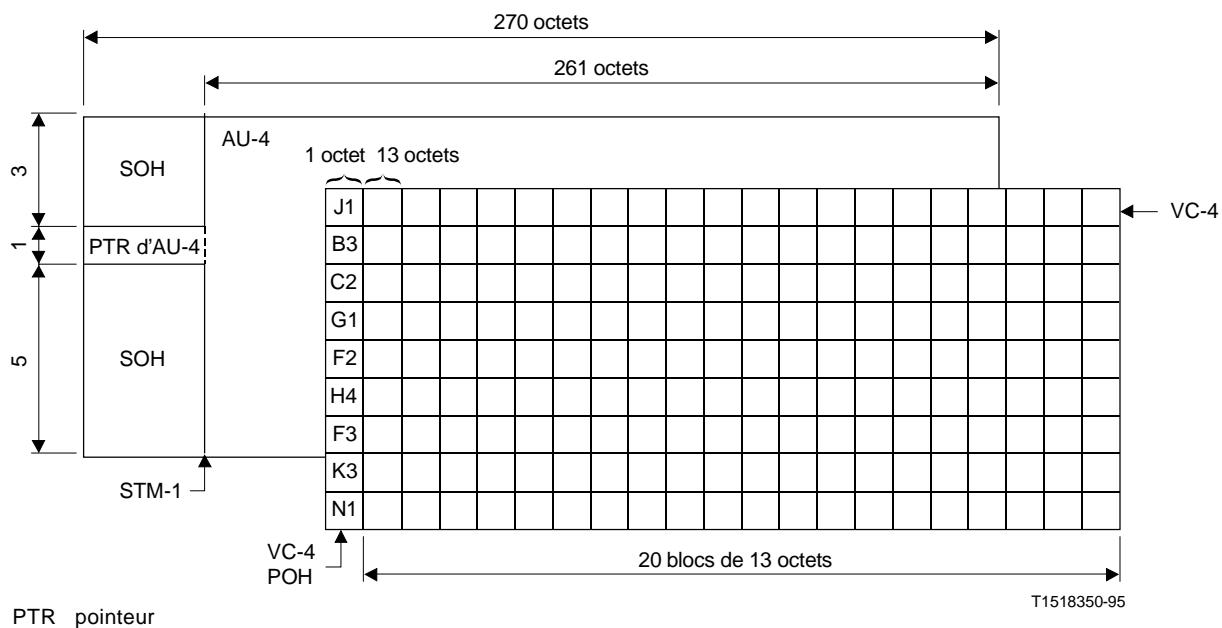 270 octets
261 octets
AU-4
1 octet 13 octets
3
SOH
J1
VC-4
1
PTR d'AU-4
B3
C2
G1
5
SOH
F2
H4
F3
K3
STM-1
N1
VC-4
POH
20 blocs de 13 octets
T1518350-95
PTR pointeur